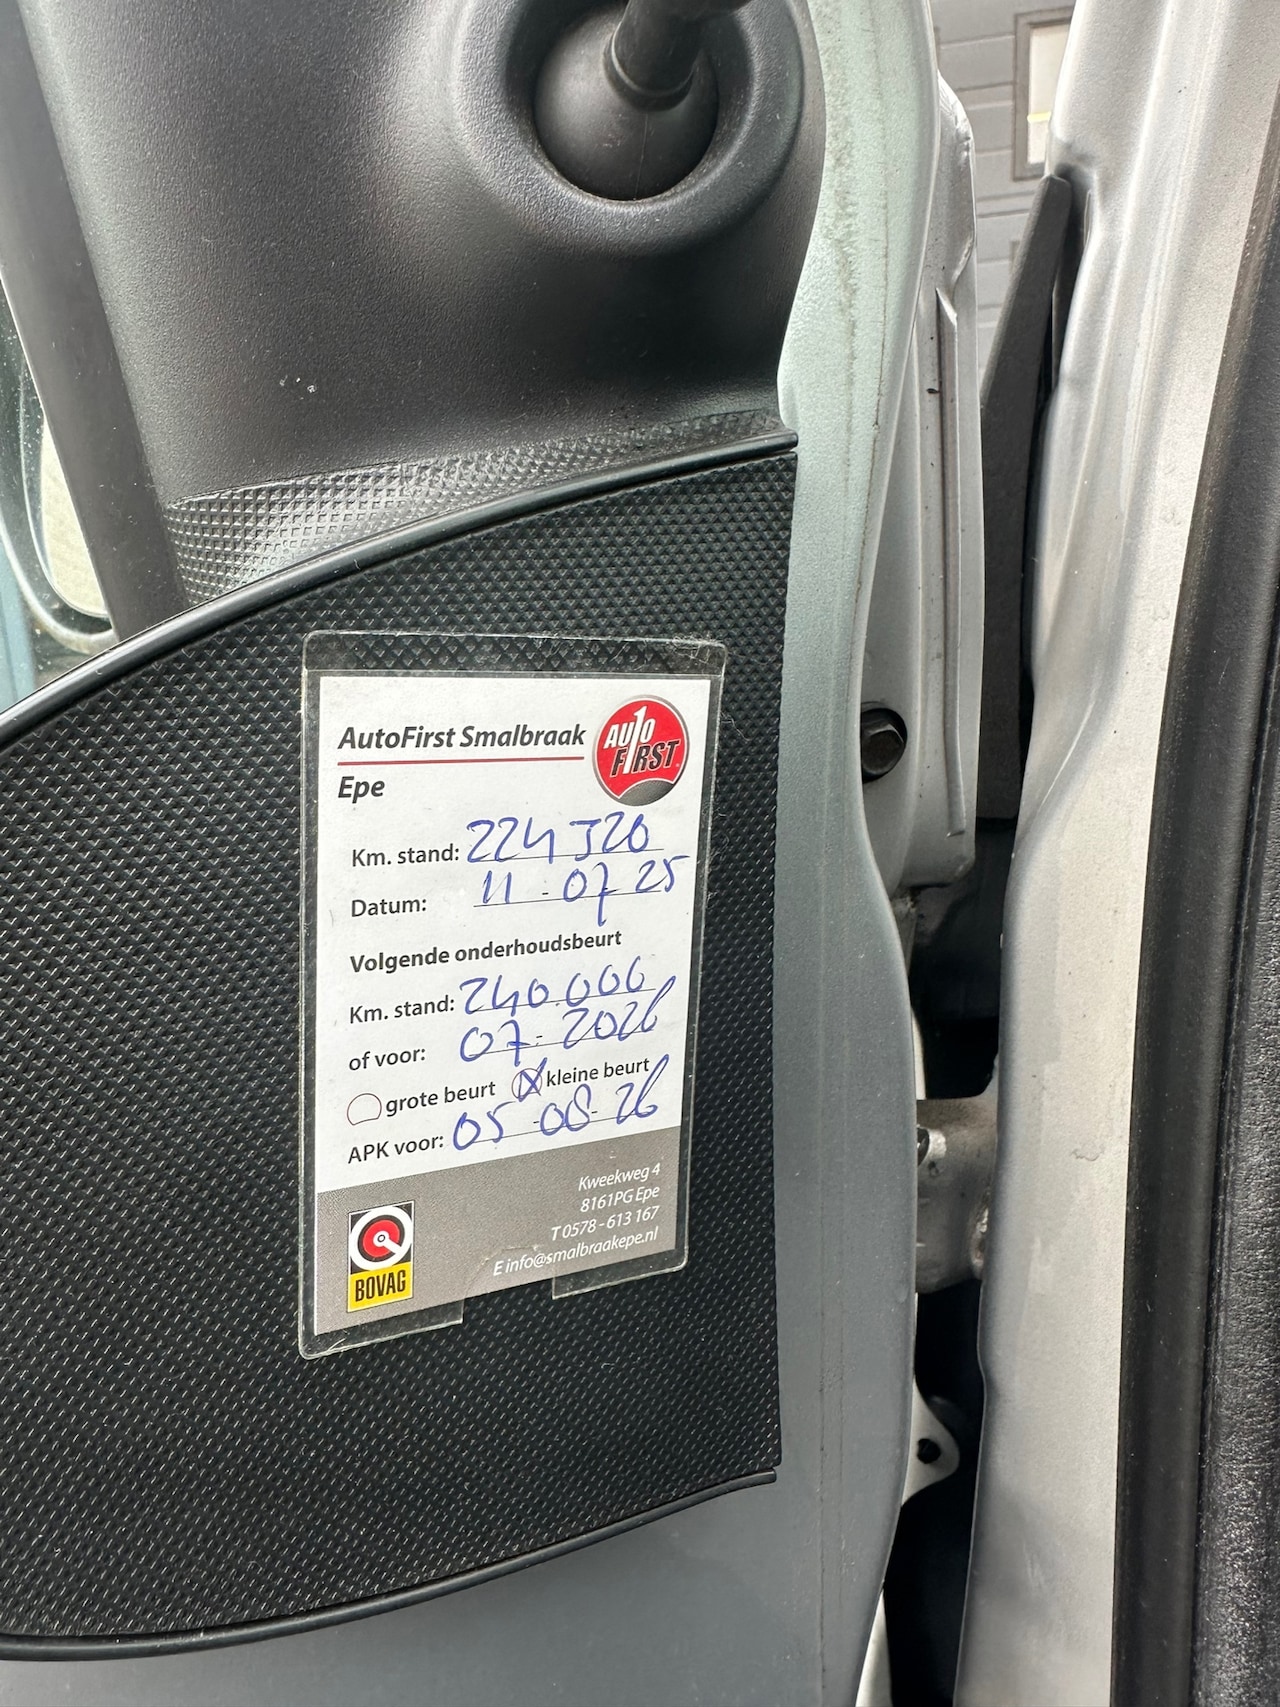 AutoFirst Smalbraak
Epe
AUTO
FIRST
Km. stand: 224520
Datum: 11-07-25
Volgende onderhoudsbeurt
Km. stand: 240.000
of voor: 07-2026
grote beurt kleine beurt
APK voor: 05-08-26
Kweekweg 4
8161PG Epe
T 0578 - 613 167
E info@smalbraakepe.nl
BOVAG